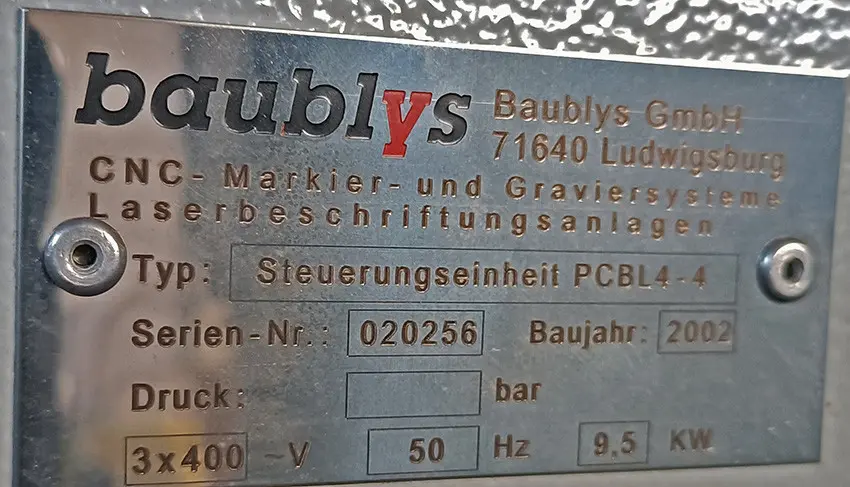 baublys Baublys GmbH
71640 Ludwigsburg
CNC- Markier- und Graviersysteme
Laserbeschriftungsanlagen
Typ: Steuerungseinheit PCBL4-4
Serien-Nr.: 020256 Baujahr: 2002
Druck: bar
3x400 ~V 50 Hz 9,5 KW